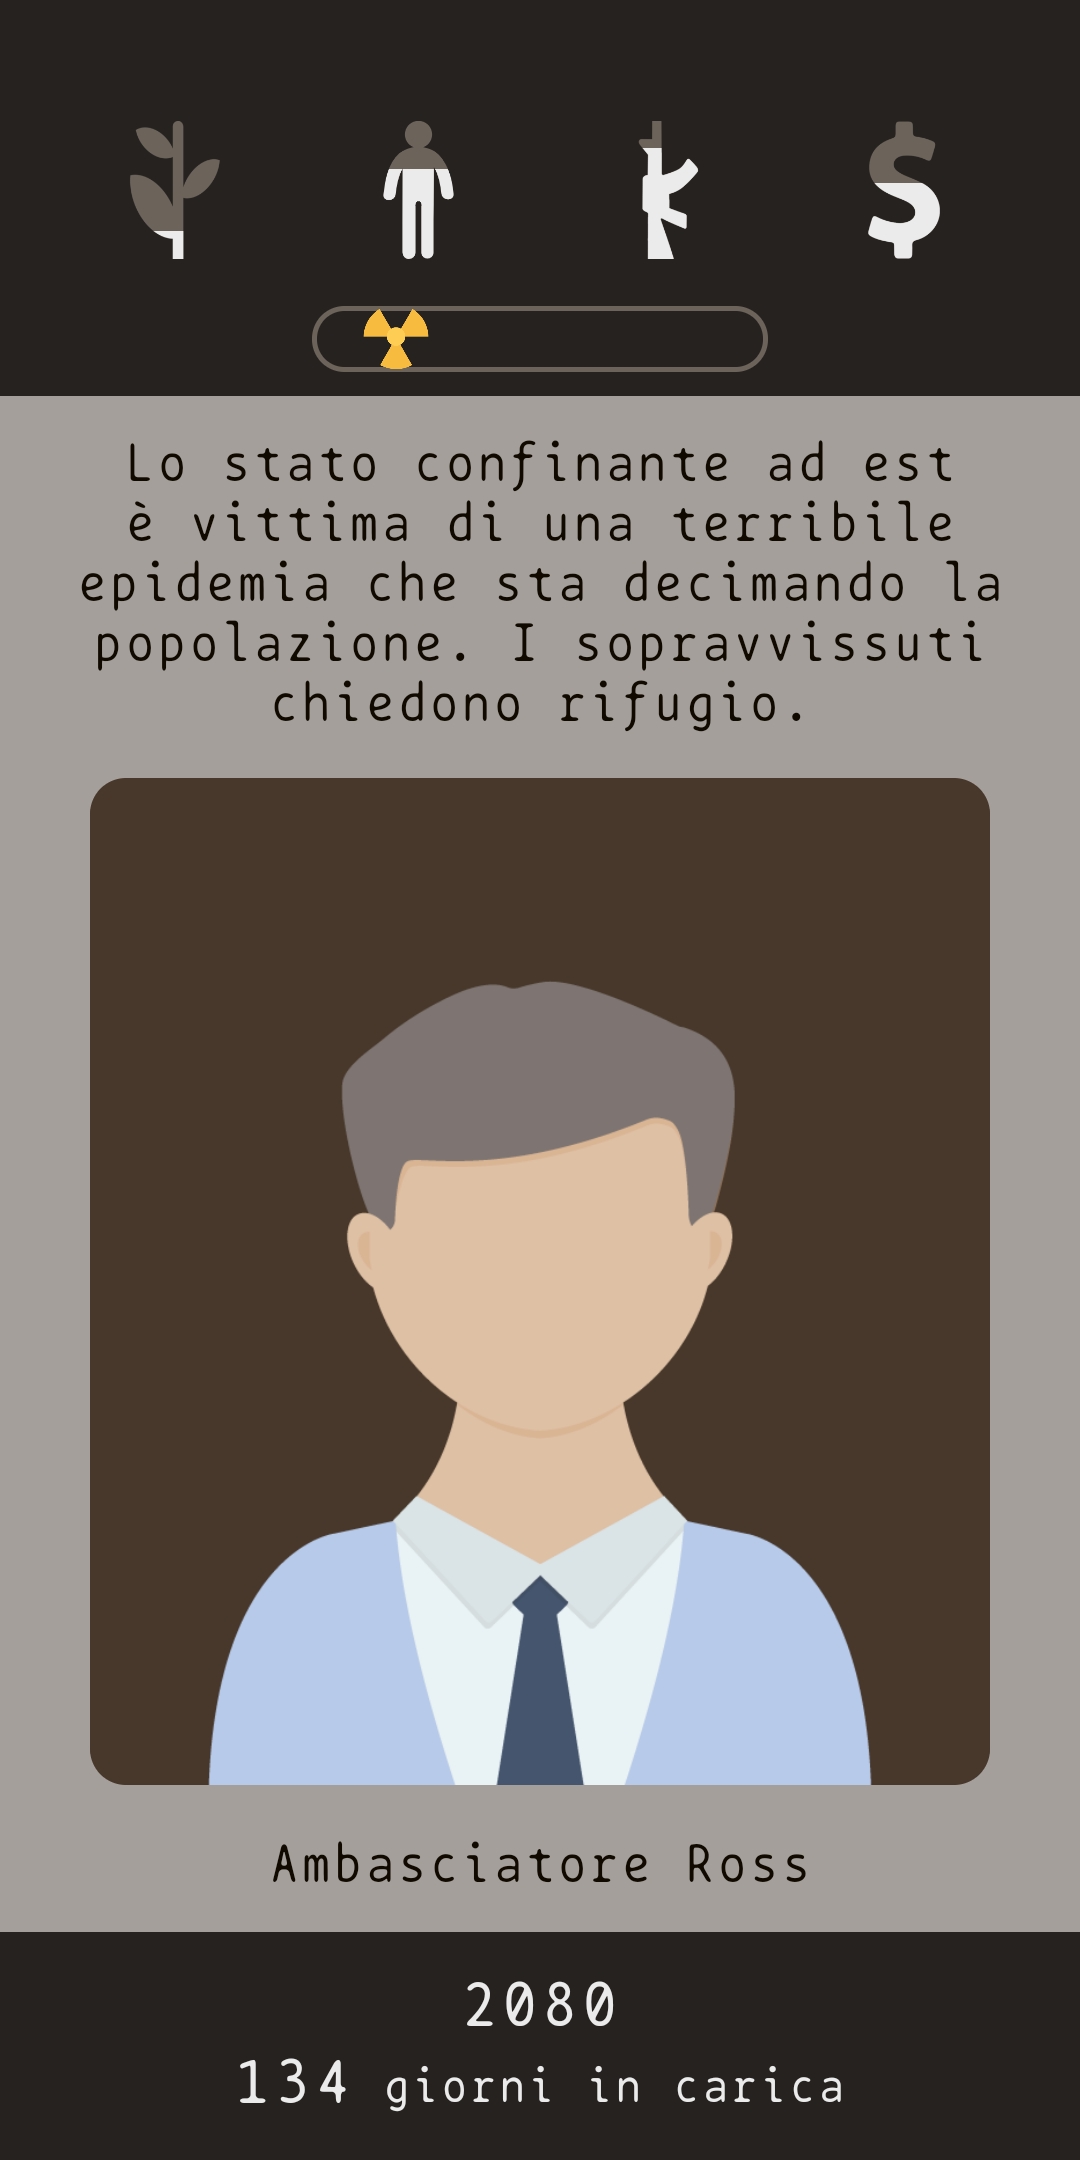 Lo stato confinante ad est
è vittima di una terribile
epidemia che sta decimando la
popolazione. I sopravvissuti
chiedono rifugio.
Ambasciatore Ross
2080
134 giorni in carica